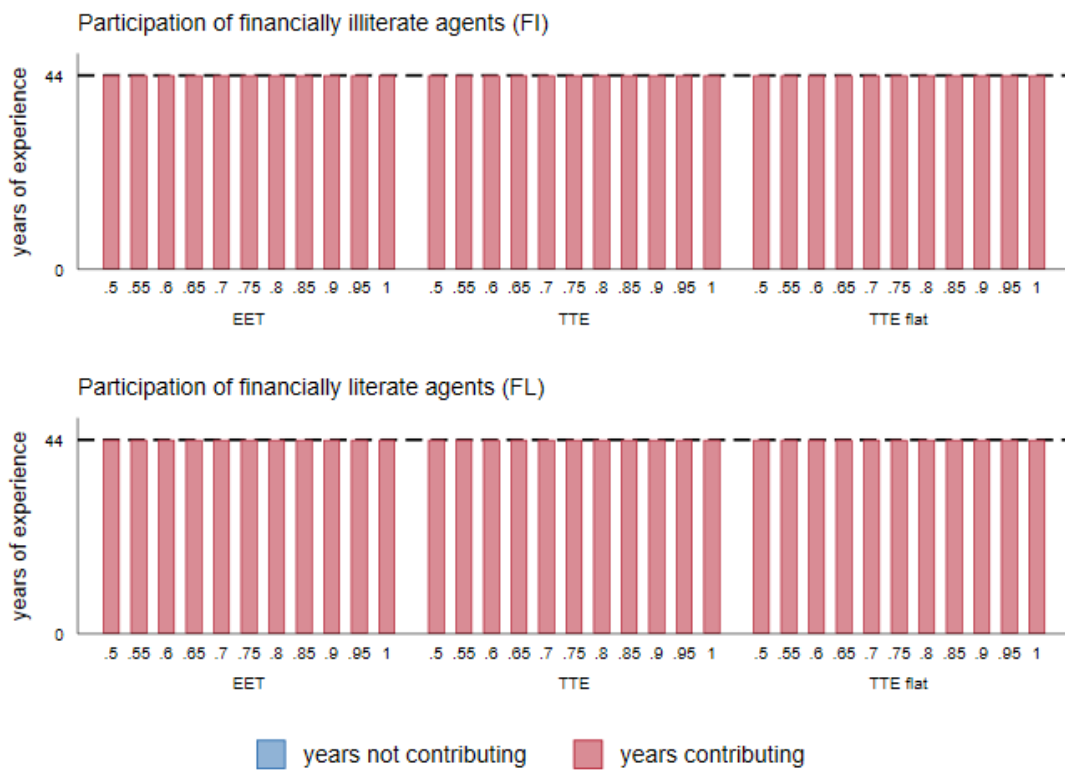 Participation of financially illiterate agents (FI)
years of experience
44
0
.5 .55 .6 .65 .7 .75 .8 .85 .9 .95 1 .5 .55 .6 .65 .7 .75 .8 .85 .9 .95 1 .5 .55 .6 .65 .7 .75 .8 .85 .9 .95 1
EET TTE TTE flat
Participation of financially literate agents (FL)
years of experience
44
0
.5 .55 .6 .65 .7 .75 .8 .85 .9 .95 1 .5 .55 .6 .65 .7 .75 .8 .85 .9 .95 1 .5 .55 .6 .65 .7 .75 .8 .85 .9 .95 1
EET TTE TTE flat
years not contributing years contributing